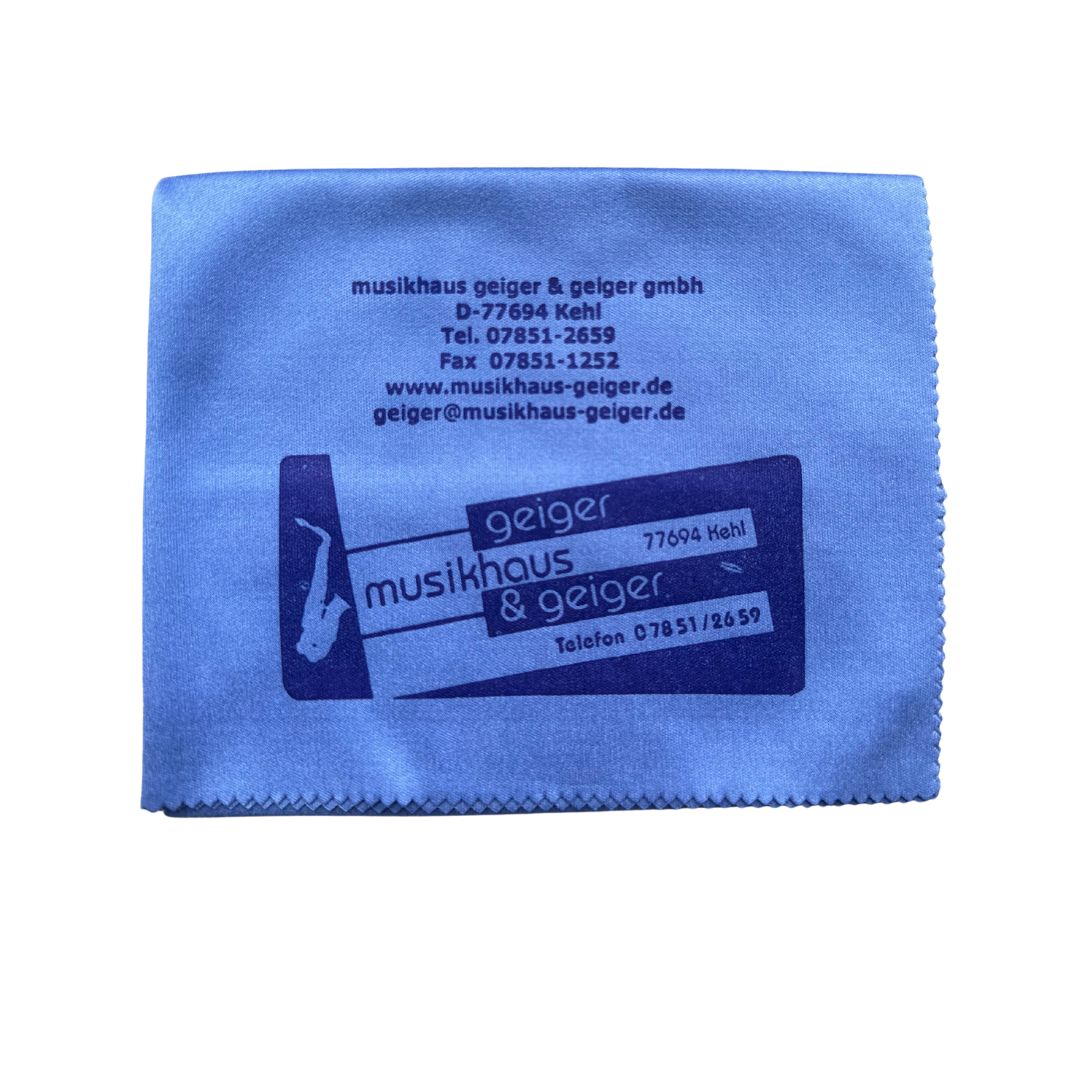 musikhaus geiger & geiger gmbh
D-77694 Kehl
Tel. 07851-2659
Fax 07851-1252
www.musikhaus-geiger.de
geiger@musikhaus-geiger.de
geiger
77694 Kehl
musikhaus
& geiger
Telefon 07851/2659